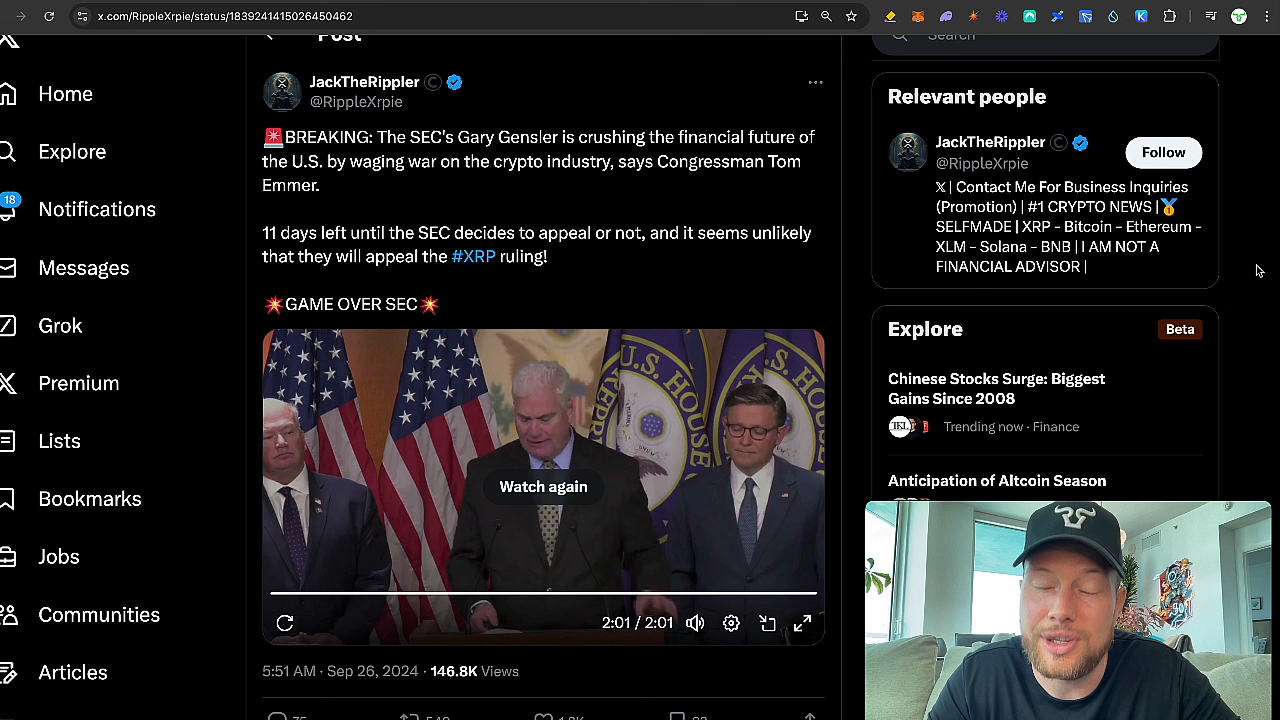 x.com/RippleXrpie/status/1839241415026450462
Home
Explore
18
Notifications
Messages
Grok
Premium
Lists
Bookmarks
Jobs
Communities
Articles
Post
JackTheRippler ©
@RippleXrpie
🚨BREAKING: The SEC's Gary Gensler is crushing the financial future of
the U.S. by waging war on the crypto industry, says Congressman Tom
Emmer.
11 days left until the SEC decides to appeal or not, and it seems unlikely
that they will appeal the #XRP ruling!
💥GAME OVER SEC💥
U.S. HOUSE
Watch again
2:01 / 2:01
5:51 AM · Sep 26, 2024 · 146.8K Views
Search
Relevant people
JackTheRippler ©
@RippleXrpie
Follow
𝕏 | Contact Me For Business Inquiries
(Promotion) | #1 CRYPTO NEWS |🥇
SELFMADE | XRP - Bitcoin - Ethereum -
XLM - Solana - BNB | I AM NOT A
FINANCIAL ADVISOR |
Explore
Beta
Chinese Stocks Surge: Biggest
Gains Since 2008
Trending now · Finance
Anticipation of Altcoin Season